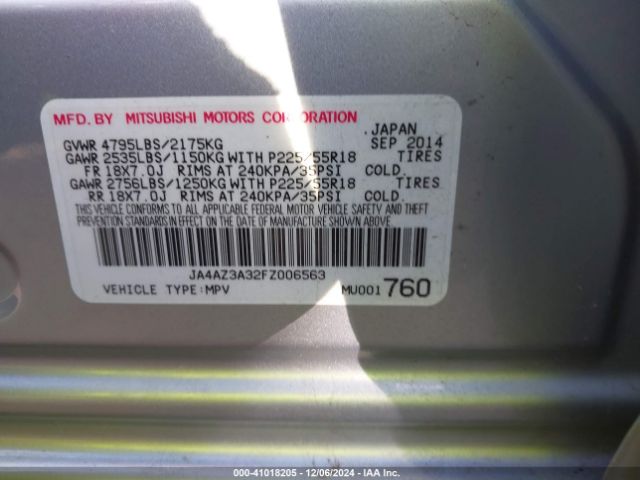 MFD. BY MITSUBISHI MOTORS CORPORATION
JAPAN
GVWR 4795LBS/2175KG SEP 2014
GAWR 2535LBS/1150KG WITH P225/55R18 TIRES
FR 18X7.0J RIMS AT 240KPA/35PSI COLD.
GAWR 2756LBS/1250KG WITH P225/55R18 TIRES
RR 18X7.0J RIMS AT 240KPA/35PSI COLD.
THIS VEHICLE CONFORMS TO ALL APPLICABLE FEDERAL MOTOR VEHICLE SAFETY AND THEFT
PREVENTION STANDARDS IN EFFECT ON THE DATE OF MANUFACTURE SHOWN ABOVE.
JA4AZ3A32FZ006563
VEHICLE TYPE:MPV MU001 760
000-41018205 - 12/06/2024 - IAA Inc.